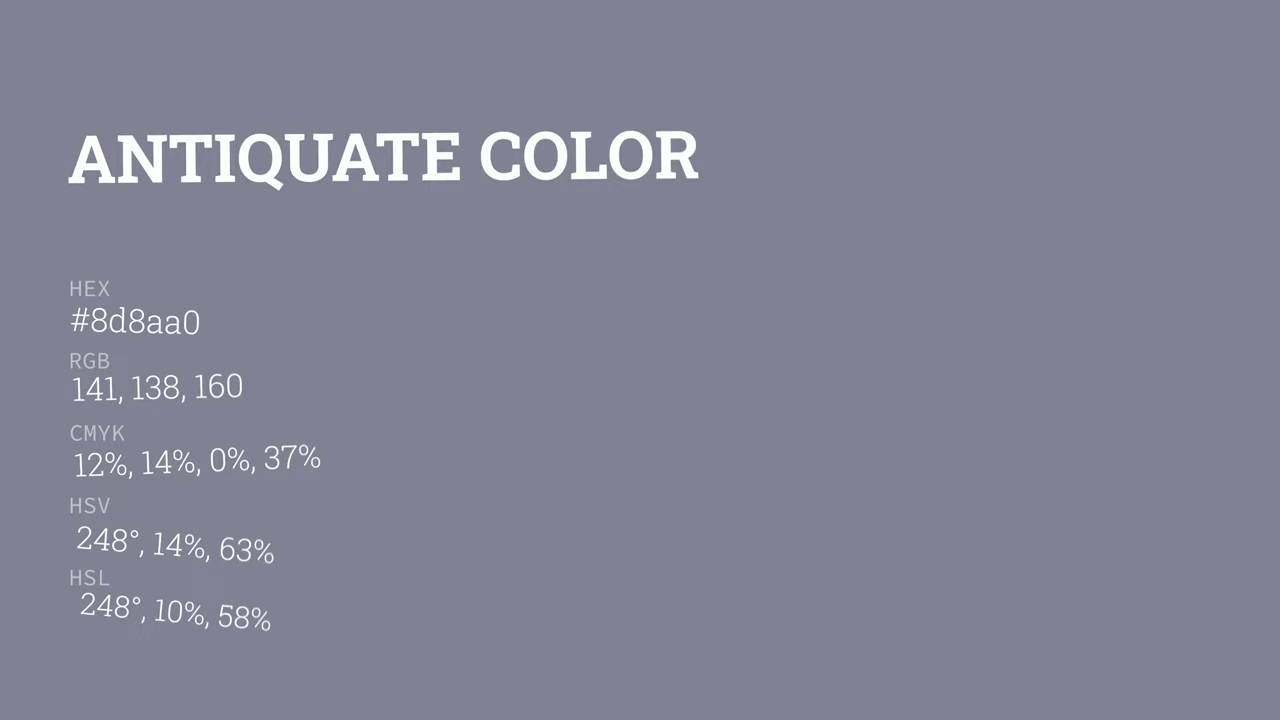 ANTIQUATE COLOR
HEX
#8d8aa0
RGB
141, 138, 160
CMYK
12%, 14%, 0%, 37%
HSV
248°, 14%, 63%
HSL
248°, 10%, 58%